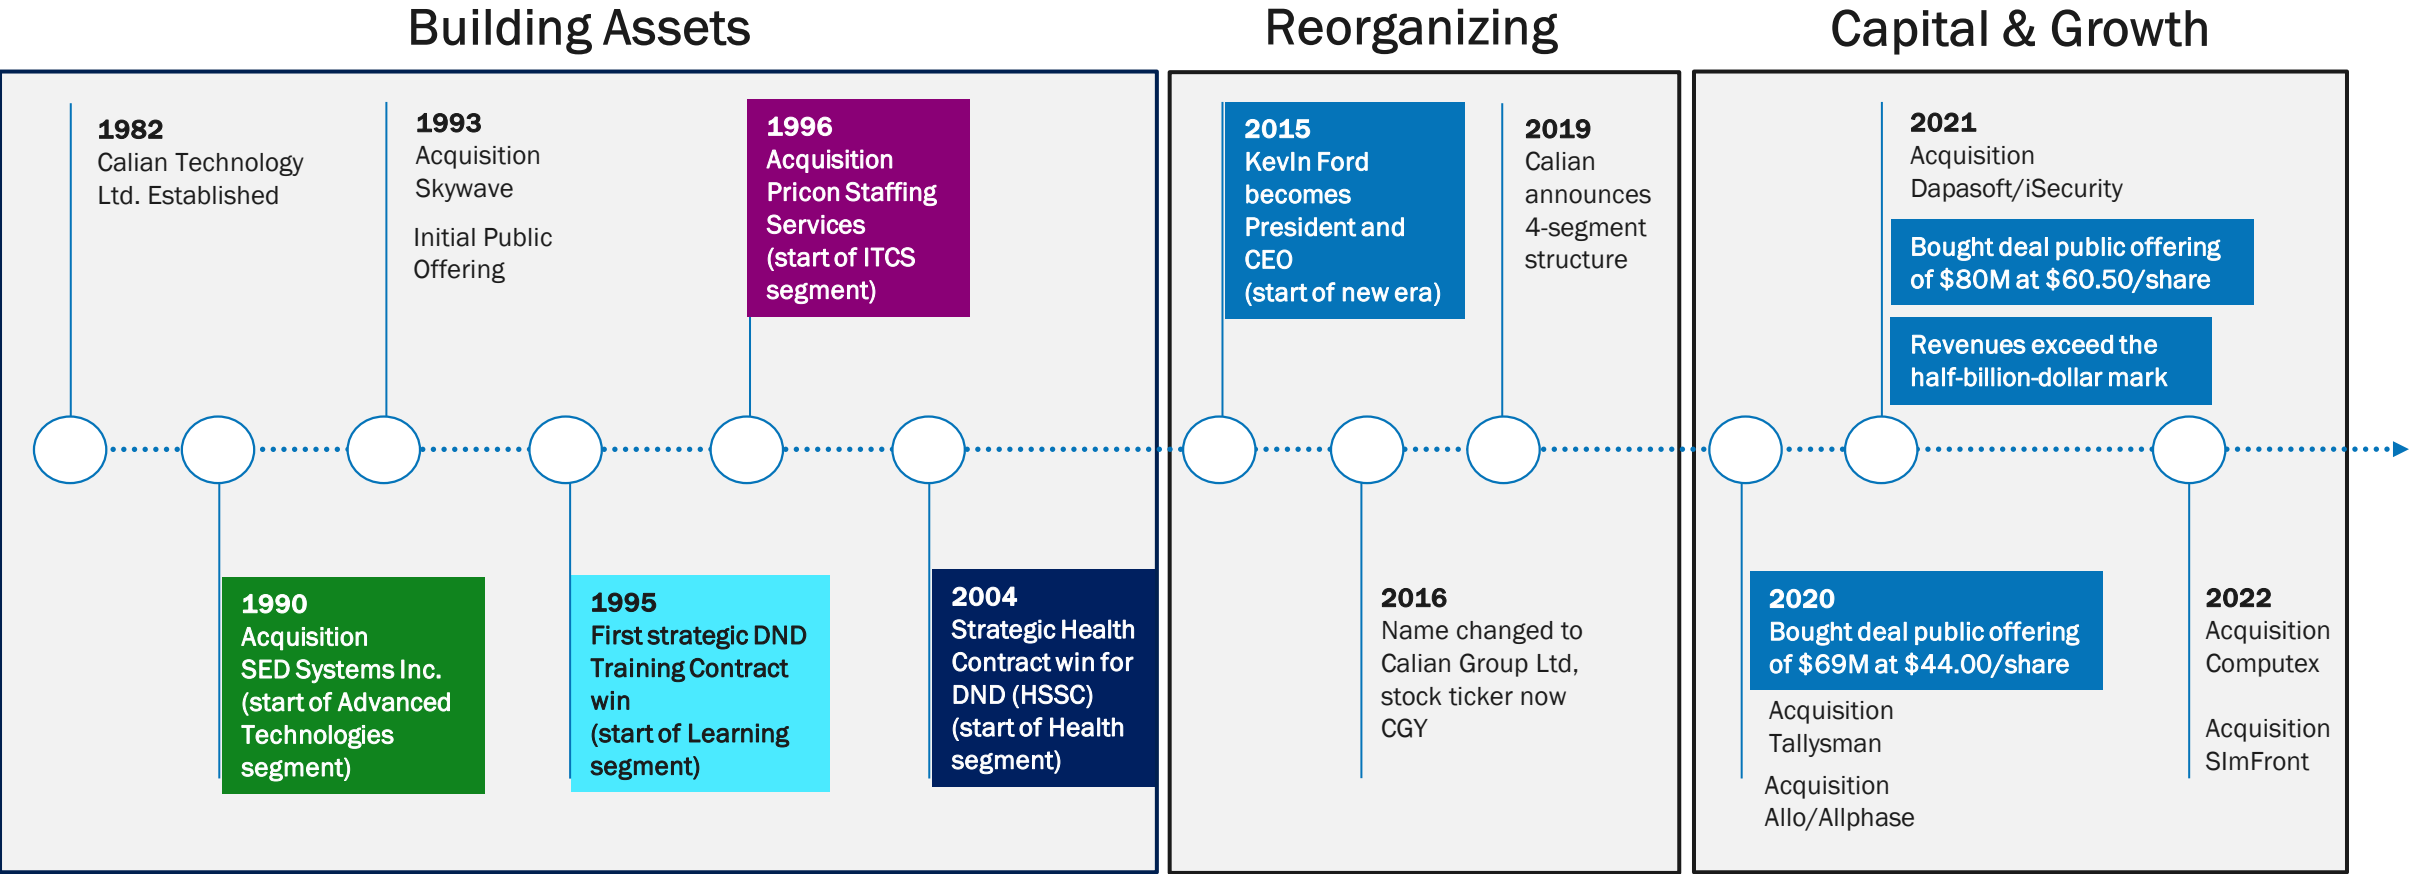 Building Assets
Reorganizing
Capital & Growth
1982
Calian Technology
Ltd. Established
1990
Acquisition
SED Systems Inc.
(start of Advanced
Technologies
segment)
1993
Acquisition
Skywave
Initial Public
Offering
1995
First strategic DND
Training Contract
win
(start of Learning
segment)
1996
Acquisition
Pricon Staffing
Services
(start of ITCS
segment)
2004
Strategic Health
Contract win for
DND (HSSC)
(start of Health
segment)
2015
KevIn Ford
becomes
President and
CEO
(start of new era)
2016
Name changed to
Calian Group Ltd,
stock ticker now
CGY
2019
Calian
announces
4-segment
structure
2020
Bought deal public offering
of $69M at $44.00/share
Acquisition
Tallysman
Acquisition
Allo/Allphase
2021
Acquisition
Dapasoft/iSecurity
Bought deal public offering
of $80M at $60.50/share
Revenues exceed the
half-billion-dollar mark
2022
Acquisition
Computex
Acquisition
SImFront